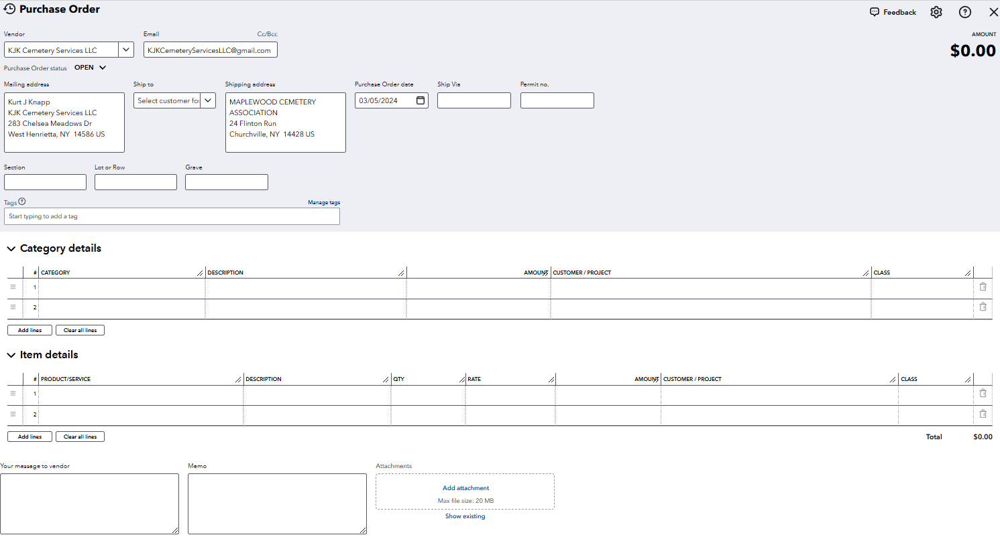 Purchase Order
Feedback
Vendor
Email
Cc/Bcc
AMOUNT
KJK Cemetery Services LLC
KJKCemeteryServicesLLC@gmail.com
$0.00
Purchase Order status OPEN
Mailing address
Ship to
Shipping address
Purchase Order date
Ship Via
Permit no.
Kurt J Knapp
KJK Cemetery Services LLC
283 Chelsea Meadows Dr
West Henrietta, NY 14586 US
Select customer for
MAPLEWOOD CEMETERY
ASSOCIATION
24 Flinton Run
Churchville, NY 14428 US
03/05/2024
Section
Lot or Row
Grave
Tags
Manage tags
Start typing to add a tag
Category details
# CATEGORY DESCRIPTION AMOUNT CUSTOMER / PROJECT CLASS
1
2
Add lines
Clear all lines
Item details
# PRODUCT/SERVICE DESCRIPTION QTY RATE AMOUNT CUSTOMER / PROJECT CLASS
1
2
Add lines
Clear all lines
Total $0.00
Your message to vendor
Memo
Attachments
Add attachment
Max file size: 20 MB
Show existing